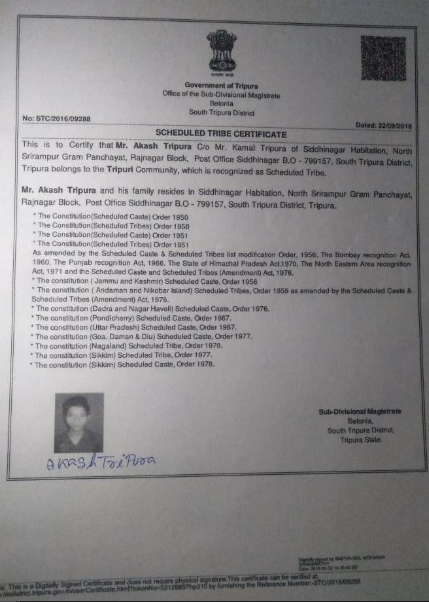 Government of Tripura
Office of the Sub-Divisional Magistrate
Belonia
South Tripura District
No: STC/2016/09288
Dated: 22/09/2016
SCHEDULED TRIBE CERTIFICATE
This is to Certify that Mr. Akash Tripura C/o Mr. Kamal Tripura of Siddhinagar Habitation, North
Srirampur Gram Panchayat, Rajnagar Block, Post Office Siddhinagar B.O - 799157, South Tripura District,
Tripura belongs to the Tripuri Community, which is recognized as Scheduled Tribe.
Mr. Akash Tripura and his family resides in Siddhinagar Habitation, North Srirampur Gram Panchayat,
Rajnagar Block, Post Office Siddhinagar B.O - 799157, South Tripura District, Tripura.
* The Constitution(Scheduled Caste) Order 1950
* The Constitution(Scheduled Tribes) Order 1950
* The Constitution(Scheduled Caste) Order 1951
* The Constitution(Scheduled Tribes) Order 1951
As amended by the Scheduled Caste & Scheduled Tribes list modification Order, 1956, The Bombay recognition Act,
1960, The Punjab recognition Act, 1966, The State of Himachal Pradesh Act,1970, The North Eastern Area recognition
Act, 1971 and the Scheduled Caste and Scheduled Tribes (Amendment) Act, 1976.
* The constitution ( Jammu and Kashmir) Scheduled Caste, Order 1956
* The constitution ( Andaman and Nikobar Island) Scheduled Tribes, Order 1959 as amended by the Scheduled Caste &
Scheduled Tribes (Amendment) Act, 1976.
* The constitution (Dadra and Nagar Haveli) Scheduled Caste, Order 1976.
* The constitution (Pondicherry) Scheduled Caste, Order 1967.
* The constitution (Uttar Pradesh) Scheduled Caste, Order 1967.
* The constitution (Goa, Daman & Diu) Scheduled Caste, Order 1977.
* The constitution (Nagaland) Scheduled Tribe, Order 1970.
* The constitution (Sikkim) Scheduled Tribe, Order 1977.
* The constitution (Sikkim) Scheduled Caste, Order 1978.
Sub-Divisional Magistrate
Belonia,
South Tripura District,
Tripura State.
Akash Tripura
Digitally signed by
This is a Digitally Signed Certificate and does not require physical signature.This certificate can be verified at,
by furnishing the Reference Number:-STC/2016/09288